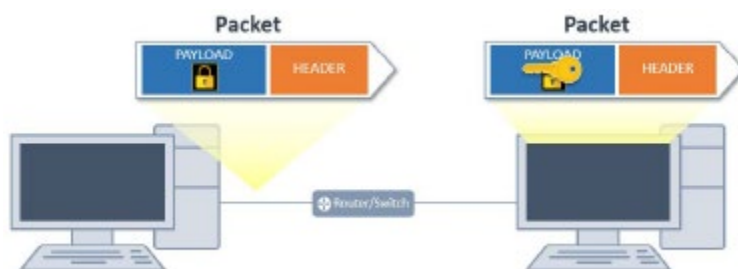 Packet
PAYLOAD
HEADER
Packet
PAYLOAD
HEADER
Router/Switch